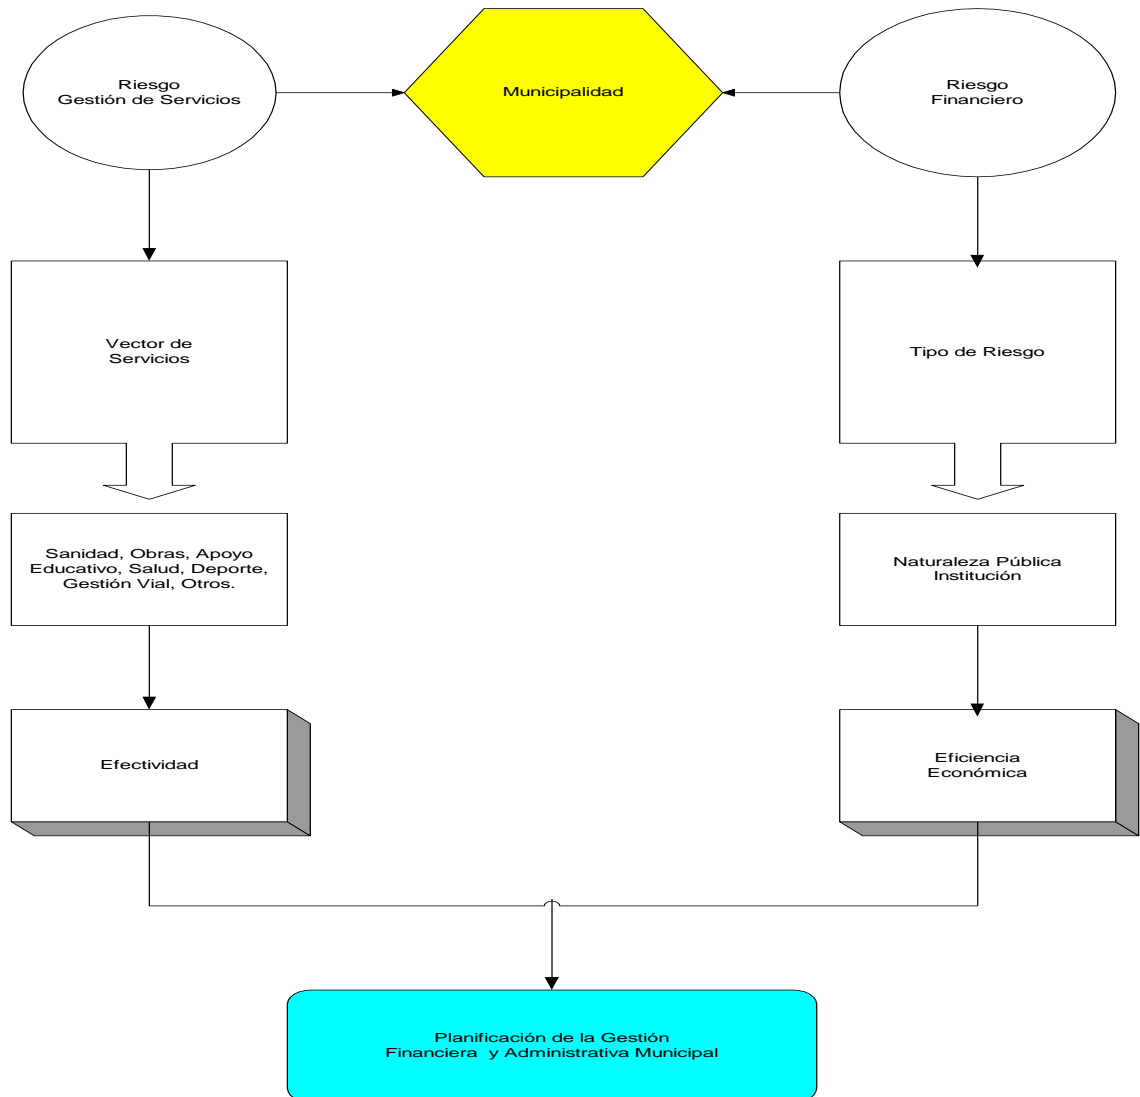 Riesgo
Gestión de Servicios
Municipalidad
Riesgo
Financiero
Vector de
Servicios
Tipo de Riesgo
Sanidad, Obras, Apoyo
Educativo, Salud, Deporte,
Gestión Vial, Otros.
Naturaleza Pública
Institución
Efectividad
Eficiencia
Económica
Planificación de la Gestión
Financiera  y Administrativa Municipal